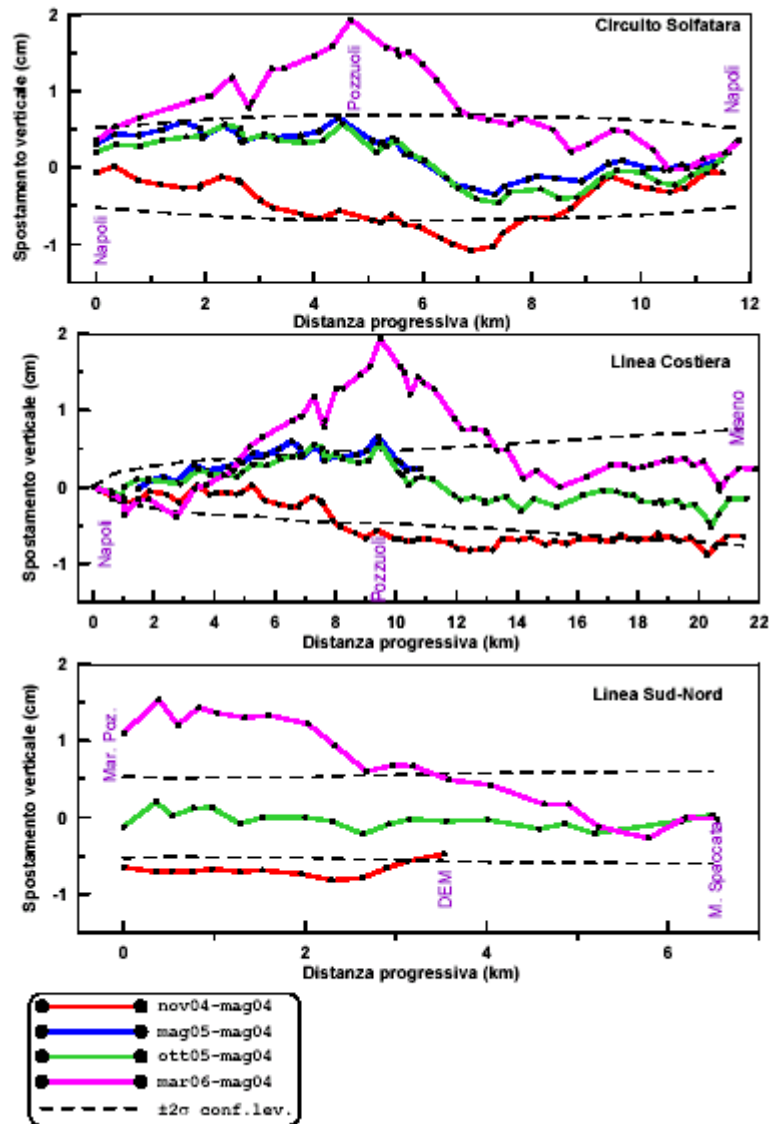 Circuito Solfatara
Spostamento verticale (cm)
2
1
0
-1
Napoli
Pozzuoli
Napoli
0 2 4 6 8 10 12
Distanza progressiva (km)
Linea Costiera
Spostamento verticale (cm)
2
1
0
-1
Napoli
Pozzuoli
Miseno
0 2 4 6 8 10 12 14 16 18 20 22
Distanza progressiva (km)
Linea Sud-Nord
Spostamento verticale (cm)
2
1
0
-1
Mar. Poz.
DEM
M. Spaccata
0 2 4 6
Distanza progressiva (km)
nov04-mag04
mag05-mag04
ott05-mag04
mar06-mag04
±2σ conf.lev.